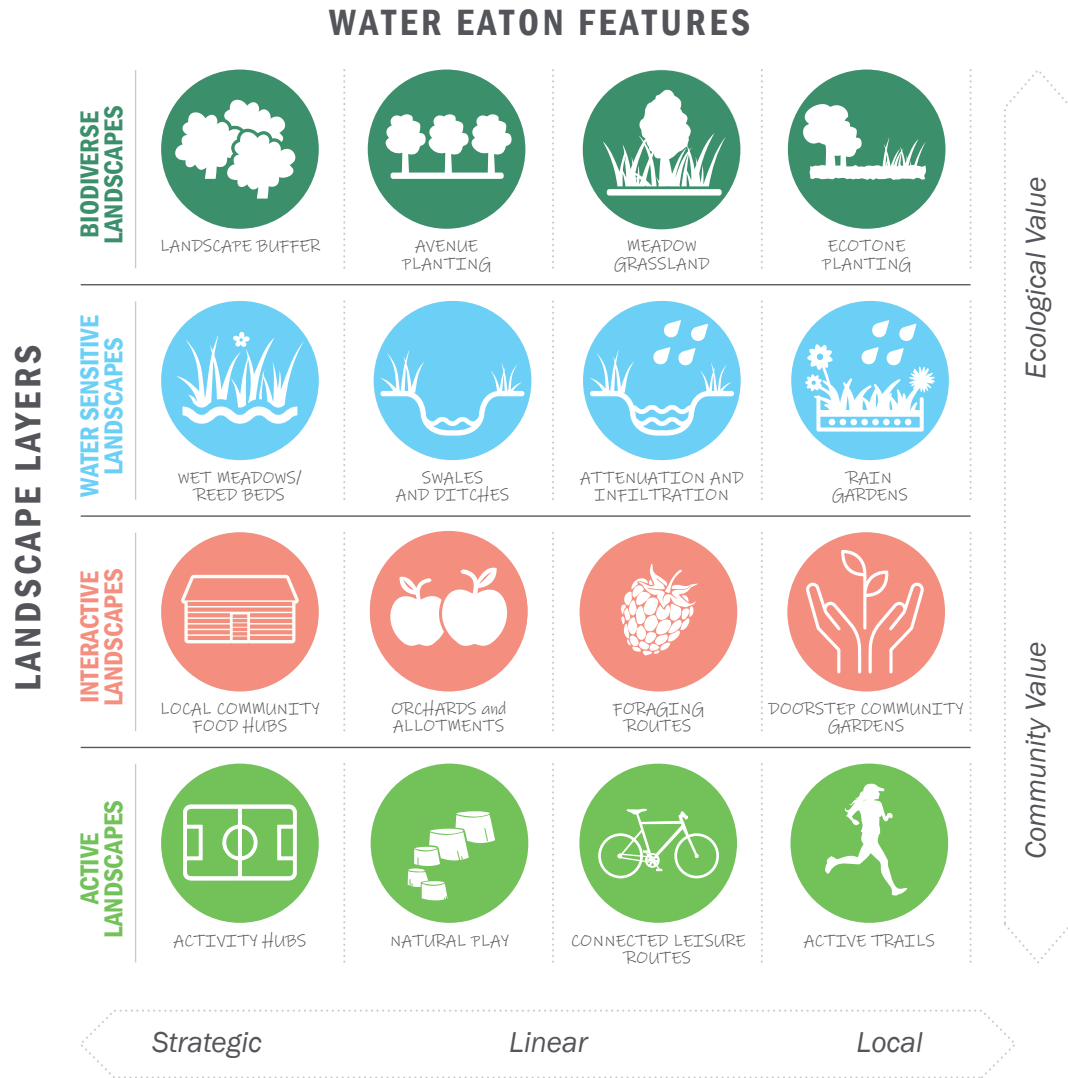 WATER EATON FEATURES
LANDSCAPE LAYERS
BIODIVERSE
LANDSCAPES
LANDSCAPE BUFFER
AVENUE
PLANTING
MEADOW
GRASSLAND
ECOTONE
PLANTING
WATER SENSITIVE
LANDSCAPES
WET MEADOWS/
REED BEDS
SWALES
AND DITCHES
ATTENUATION AND
INFILTRATION
RAIN
GARDENS
INTERACTIVE
LANDSCAPES
LOCAL COMMUNITY
FOOD HUBS
ORCHARDS and
ALLOTMENTS
FORAGING
ROUTES
DOORSTEP COMMUNITY
GARDENS
ACTIVE
LANDSCAPES
ACTIVITY HUBS
NATURAL PLAY
CONNECTED LEISURE
ROUTES
ACTIVE TRAILS
Ecological Value
Community Value
Strategic
Linear
Local